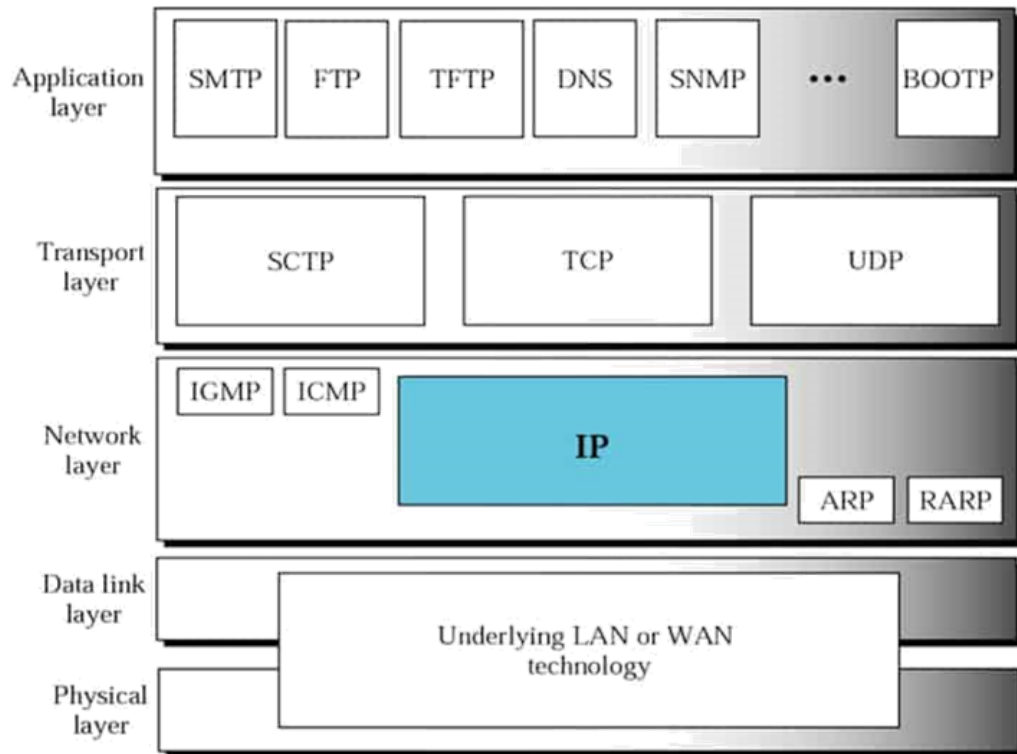 Application
layer
SMTP
FTP
TFTP
DNS
SNMP
•••
BOOTP
Transport
layer
SCTP
TCP
UDP
Network
layer
IGMP
ICMP
IP
ARP
RARP
Data link
layer
Underlying LAN or WAN
technology
Physical
layer